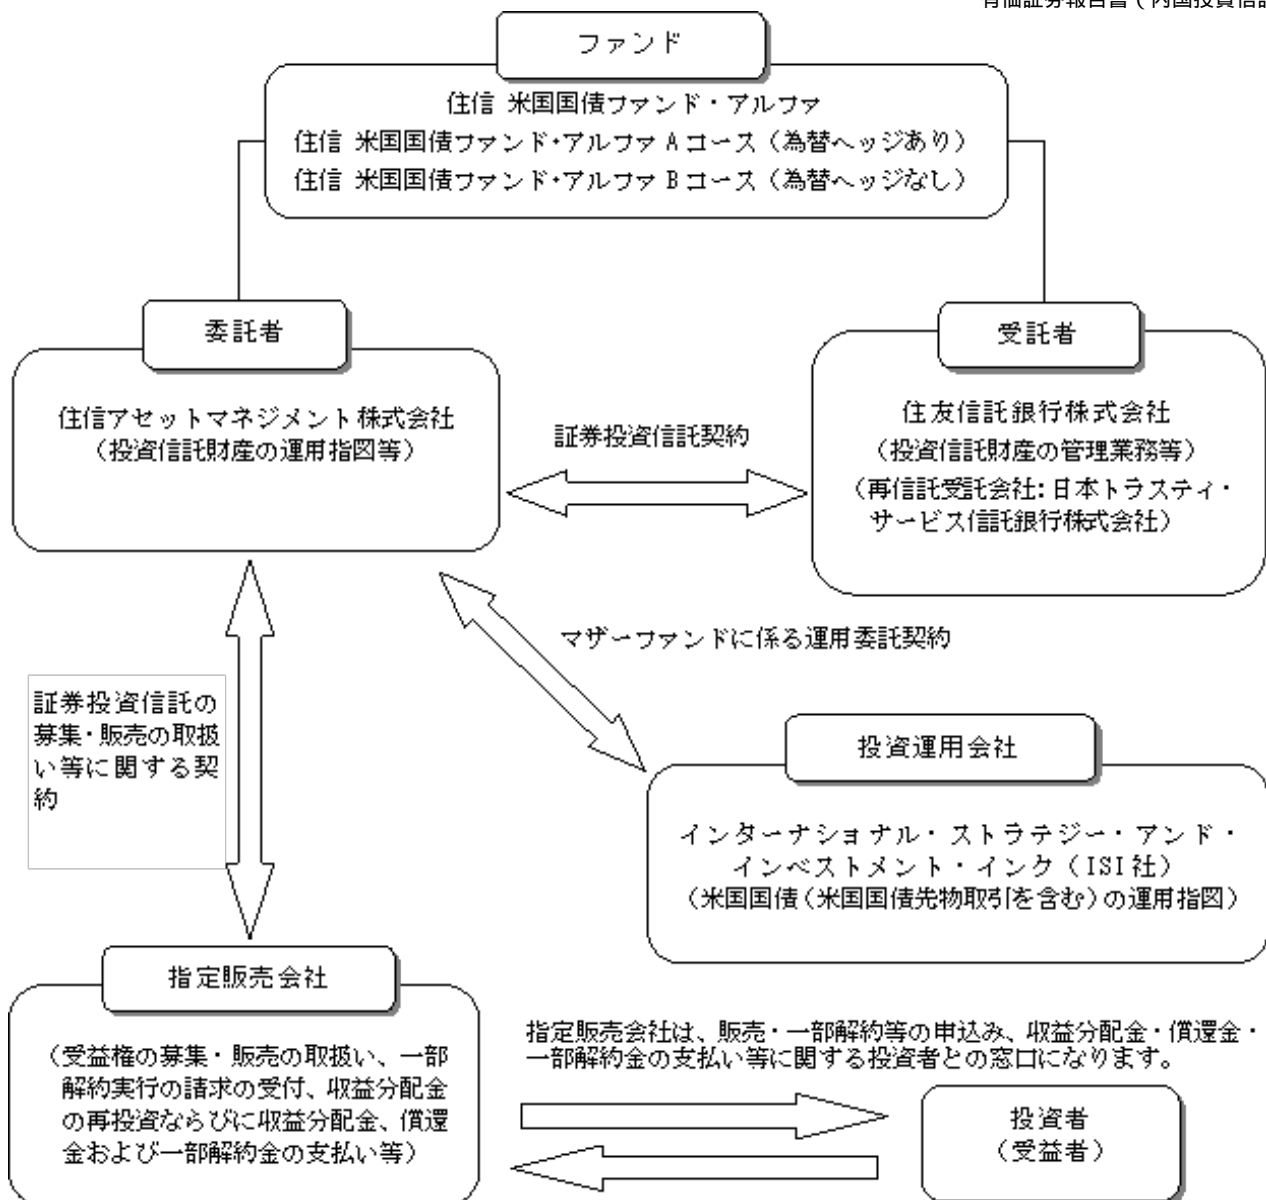 ファンド
住信 米国国債ファンド・アルファ
住信 米国国債ファンド・アルファ Aコース（為替ヘッジあり）
住信 米国国債ファンド・アルファ Bコース（為替ヘッジなし）
委託者
住信アセットマネジメント株式会社
（投資信託財産の運用指図等）
証券投資信託契約
受託者
住友信託銀行株式会社
（投資信託財産の管理業務等）
（再信託受託会社:日本トラスティ・
サービス信託銀行株式会社）
マザーファンドに係る運用委託契約
証券投資信託の
募集・販売の取扱
い等に関する契
約
投資運用会社
インターナショナル・ストラテジー・アンド・
インベストメント・インク（ISI社）
（米国国債（米国国債先物取引を含む）の運用指図）
指定販売会社
（受益権の募集・販売の取扱い、一部
解約実行の請求の受付、収益分配金
の再投資ならびに収益分配金、償還
金および一部解約金の支払い等）
指定販売会社は、販売・一部解約等の申込み、収益分配金・償還金・
一部解約金の支払い等に関する投資者との窓口になります。
投資者
（受益者）